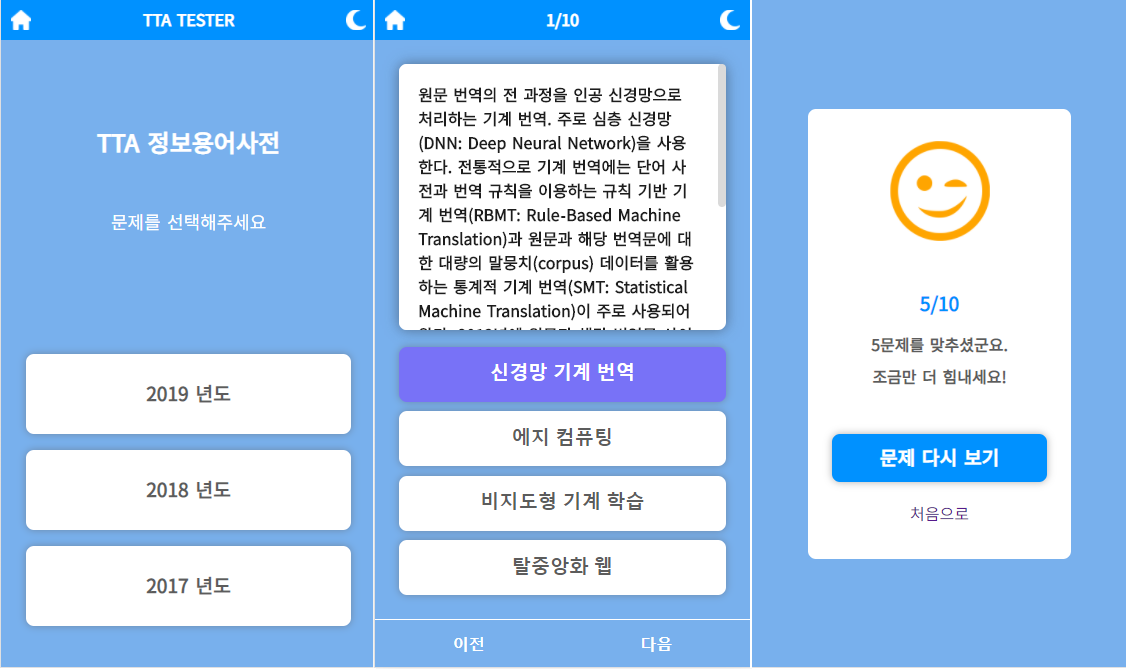 TTA TESTER
TTA 정보용어사전
문제를 선택해주세요
2019 년도
2018 년도
2017 년도
1/10
원문 번역의 전 과정을 인공 신경망으로
처리하는 기계 번역. 주로 심층 신경망
(DNN: Deep Neural Network)을 사용
한다. 전통적으로 기계 번역에는 단어 사
전과 번역 규칙을 이용하는 규칙 기반 기
계 번역(RBMT: Rule-Based Machine
Translation)과 원문과 해당 번역문에 대
한 대량의 말뭉치(corpus) 데이터를 활용
하는 통계적 기계 번역(SMT: Statistical
Machine Translation)이 주로 사용되어
신경망 기계 번역
에지 컴퓨팅
비지도형 기계 학습
탈중앙화 웹
이전
다음
5/10
5문제를 맞추셨군요.
조금만 더 힘내세요!
문제 다시 보기
처음으로